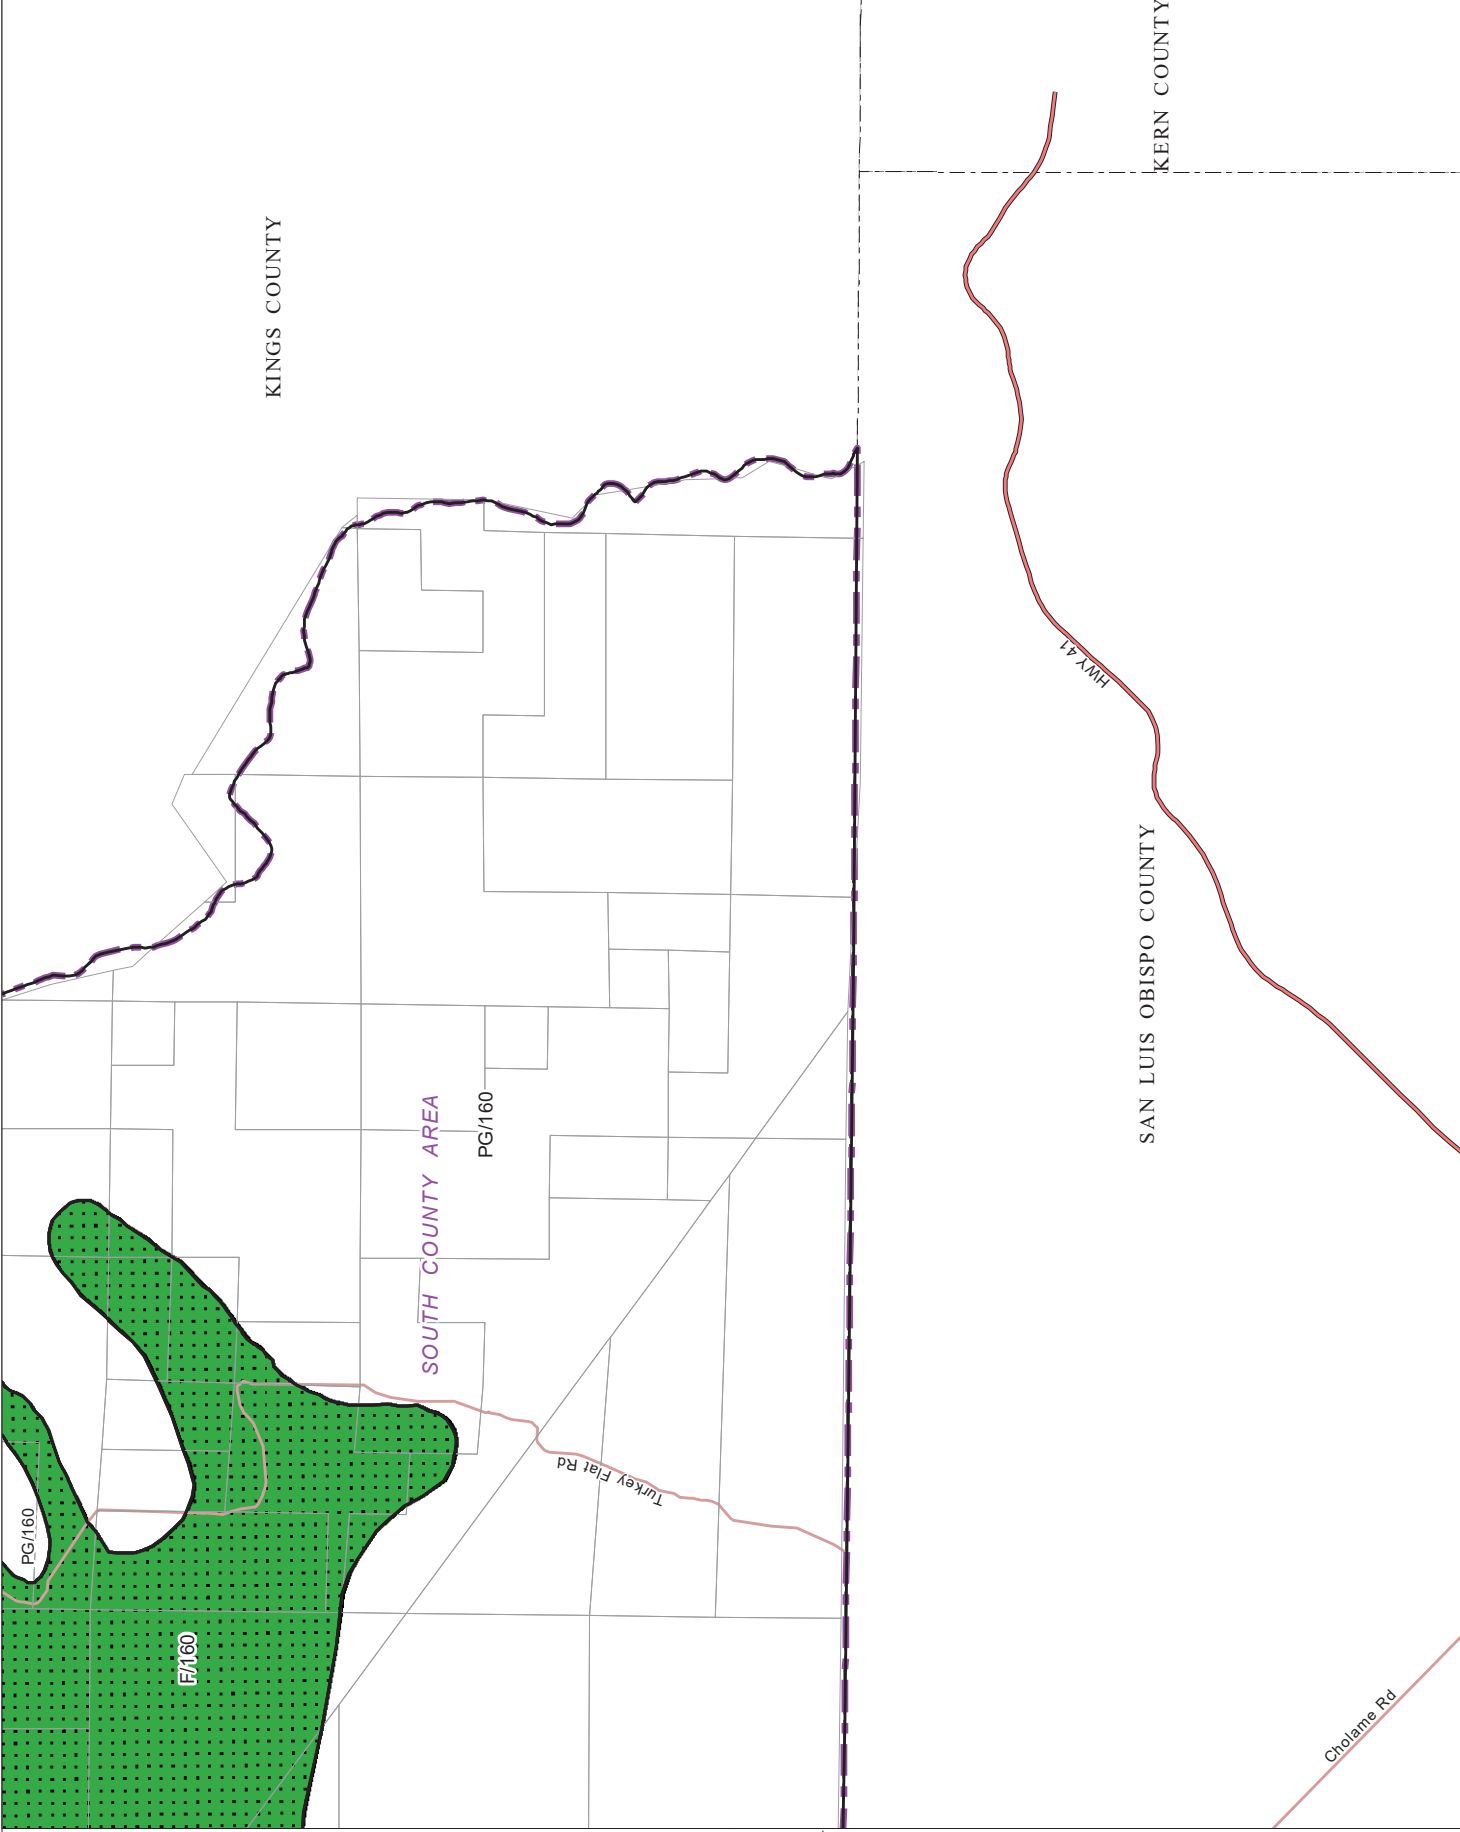 KERN COUNTY
KINGS COUNTY
HWY 41
SAN LUIS OBISPO COUNTY
SOUTH COUNTY AREA
PG/160
Turkey Flat Rd
PG/160
F/160
Cholame Rd